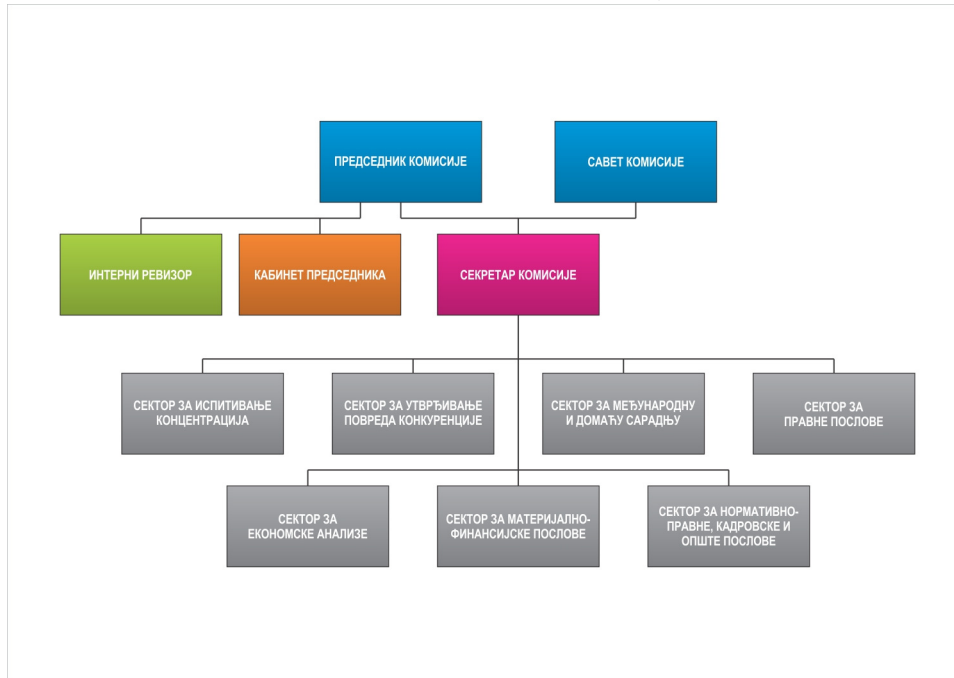 ПРЕДСЕДНИК КОМИСИЈЕ
САВЕТ КОМИСИЈЕ
ИНТЕРНИ РЕВИЗОР
КАБИНЕТ ПРЕДСЕДНИКА
СЕКРЕТАР КОМИСИЈЕ
СЕКТОР ЗА ИСПИТИВАЊЕ
КОНЦЕНТРАЦИЈА
СЕКТОР ЗА УТВРЂИВАЊЕ
ПОВРЕДА КОНКУРЕНЦИЈЕ
СЕКТОР ЗА МЕЂУНАРОДНУ
И ДОМАЋУ САРАДЊУ
СЕКТОР ЗА
ПРАВНЕ ПОСЛОВЕ
СЕКТОР ЗА
ЕКОНОМСКЕ АНАЛИЗЕ
СЕКТОР ЗА МАТЕРИЈАЛНО-
ФИНАНСИЈСКЕ ПОСЛОВЕ
СЕКТОР ЗА НОРМАТИВНО-
ПРАВНЕ, КАДРОВСКЕ И
ОПШТЕ ПОСЛОВЕ